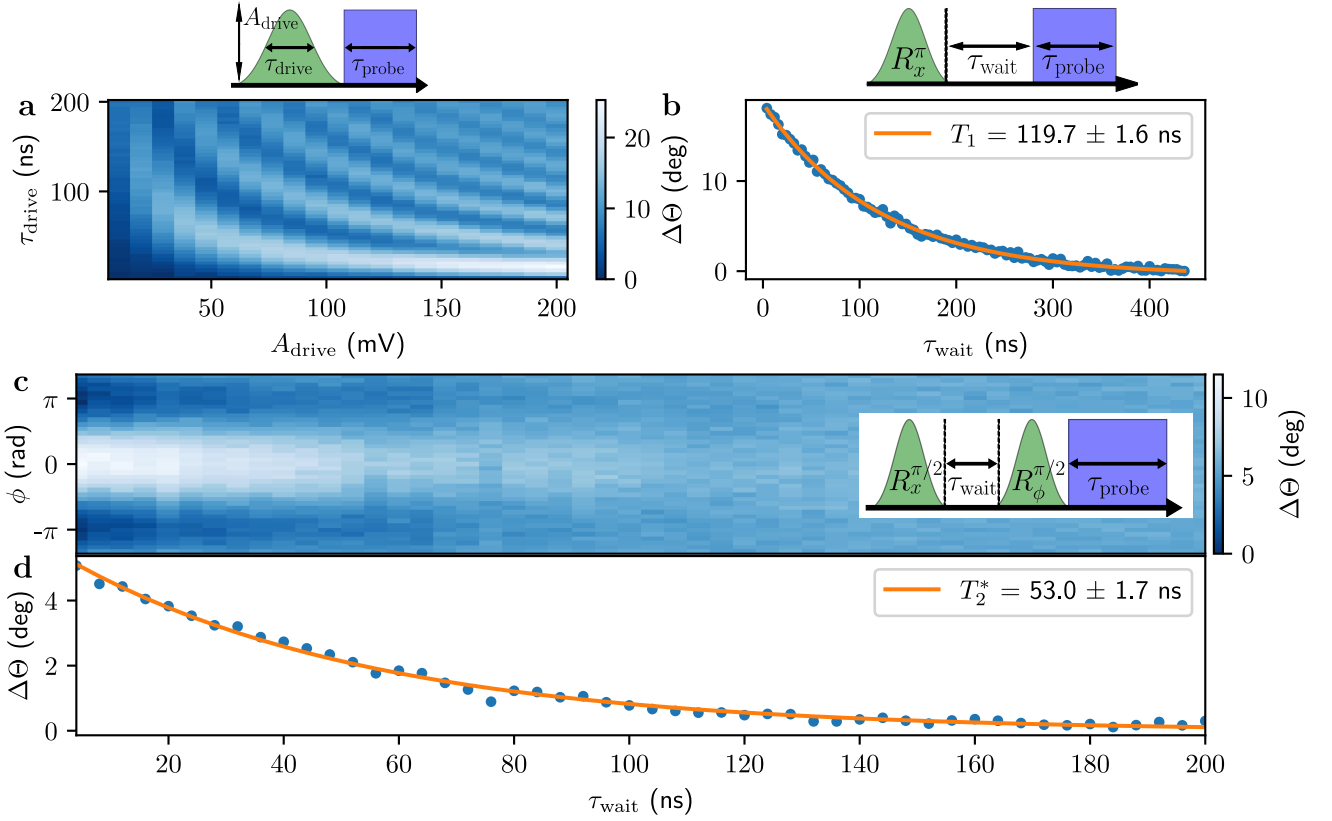 A_drive
τ_drive
τ_probe
R_x^π
τ_wait
τ_probe
a
200
100
τ_drive (ns)
50
100
150
200
A_drive (mV)
20
10
0
ΔΘ (deg)
b
10
0
T_1 = 119.7 ± 1.6 ns
0
100
200
300
400
τ_wait (ns)
c
π
0
-π
ϕ (rad)
R_x^{π/2}
τ_wait
R_ϕ^{π/2}
τ_probe
10
5
0
ΔΘ (deg)
d
4
2
0
ΔΘ (deg)
T_2^* = 53.0 ± 1.7 ns
20
40
60
80
100
120
140
160
180
200
τ_wait (ns)